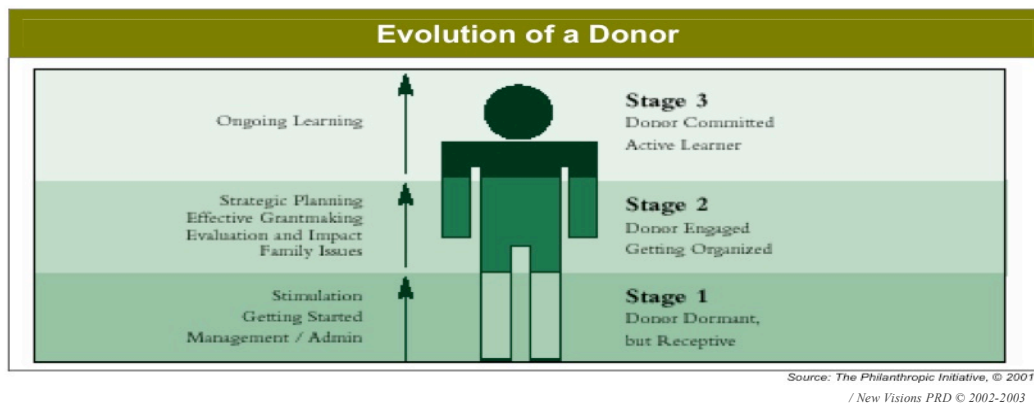 Evolution of a Donor
Ongoing Learning
Stage 3
Donor Committed
Active Learner
Strategic Planning
Effective Grantmaking
Evaluation and Impact
Family Issues
Stage 2
Donor Engaged
Getting Organized
Stimulation
Getting Started
Management / Admin
Stage 1
Donor Dormant,
but Receptive
Source: The Philanthropic Initiative, © 2001
/ New Visions PRD © 2002-2003